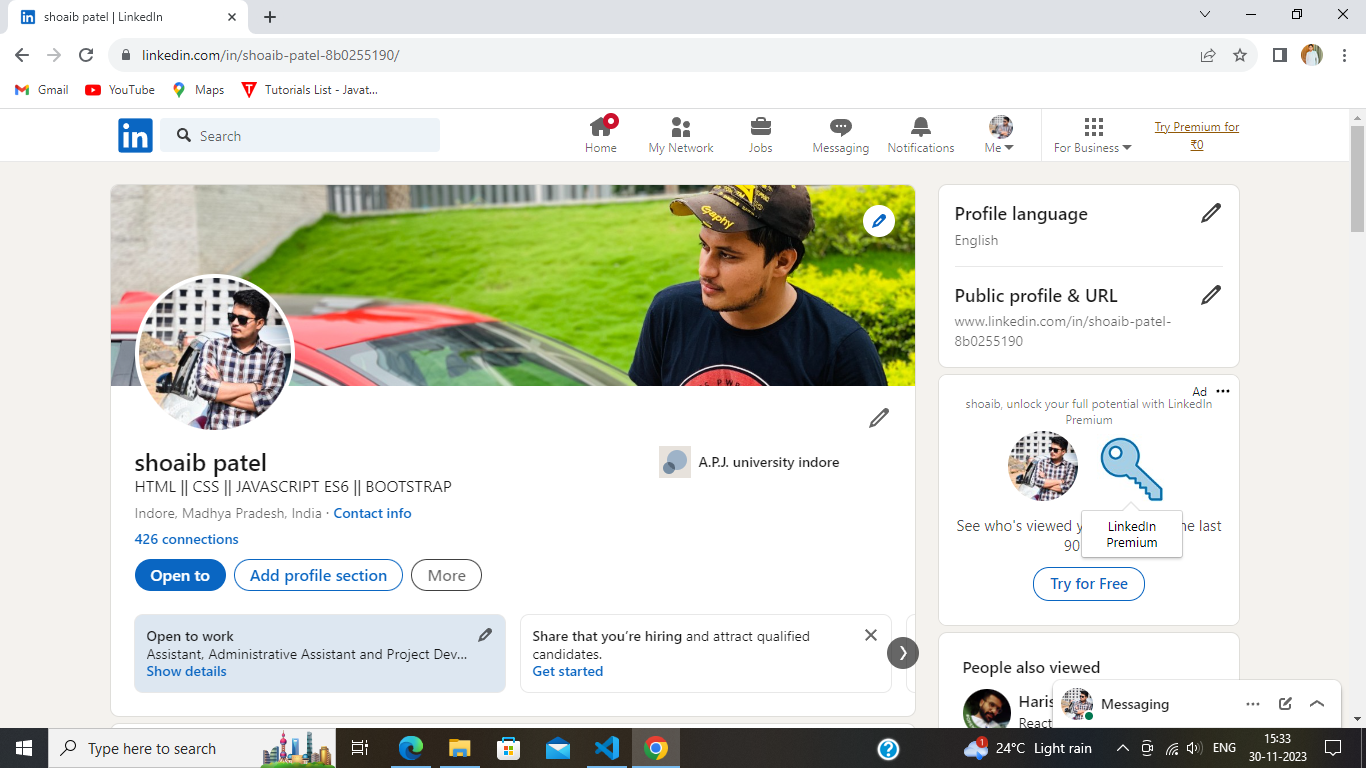 shoaib patel | LinkedIn
linkedin.com/in/shoaib-patel-8b0255190/
Gmail
YouTube
Maps
Tutorials List - Javat...
in
Search
Home
My Network
Jobs
Messaging
Notifications
Me
For Business
Try Premium for
₹0
Graphy
shoaib patel
HTML || CSS || JAVASCRIPT ES6 || BOOTSTRAP
Indore, Madhya Pradesh, India · Contact info
426 connections
A.P.J. university indore
Open to
Add profile section
More
Open to work
Assistant, Administrative Assistant and Project Dev...
Show details
Share that you're hiring and attract qualified
candidates.
Get started
Profile language
English
Public profile & URL
www.linkedin.com/in/shoaib-patel-
8b0255190
Ad
shoaib, unlock your full potential with LinkedIn
Premium
See who's viewed
the last
90
LinkedIn
Premium
Try for Free
People also viewed
Haris
React
Messaging
Type here to search
1
24°C Light rain
ENG
15:33
30-11-2023